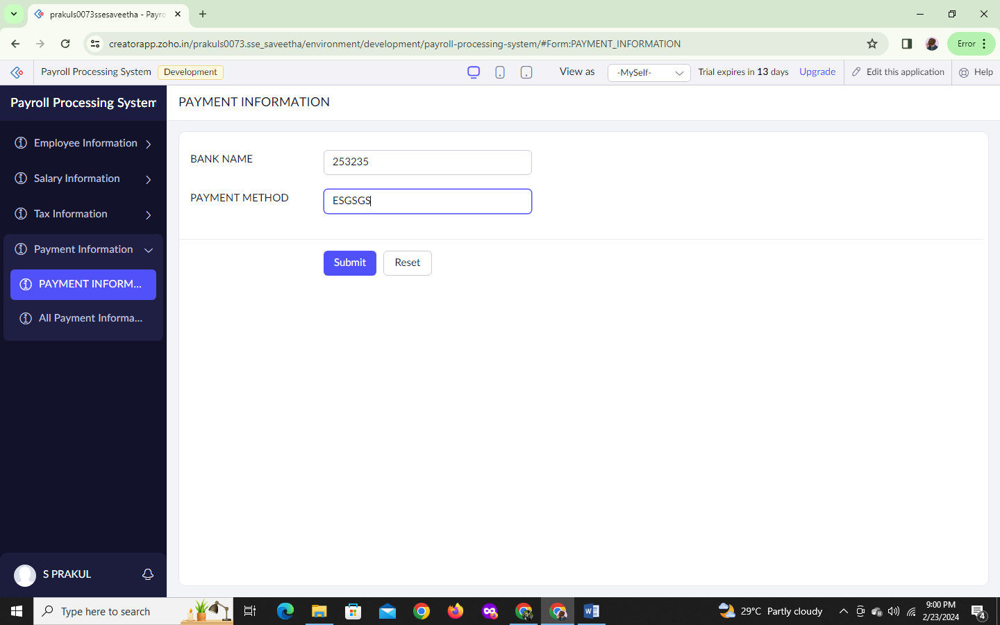 prakuls0073ssesaveetha - Payro
creatorapp.zoho.in/prakuls0073.sse_saveetha/environment/development/payroll-processing-system/#Form:PAYMENT_INFORMATION
Error
Payroll Processing System
Development
View as
-MySelf-
Trial expires in 13 days
Upgrade
Edit this application
Help
Payroll Processing System
PAYMENT INFORMATION
Employee Information
Salary Information
Tax Information
Payment Information
PAYMENT INFORM...
All Payment Informa...
BANK NAME
253235
PAYMENT METHOD
ESGSGS
Submit
Reset
S PRAKUL
Type here to search
29°C Partly cloudy
9:00 PM
2/23/2024
4